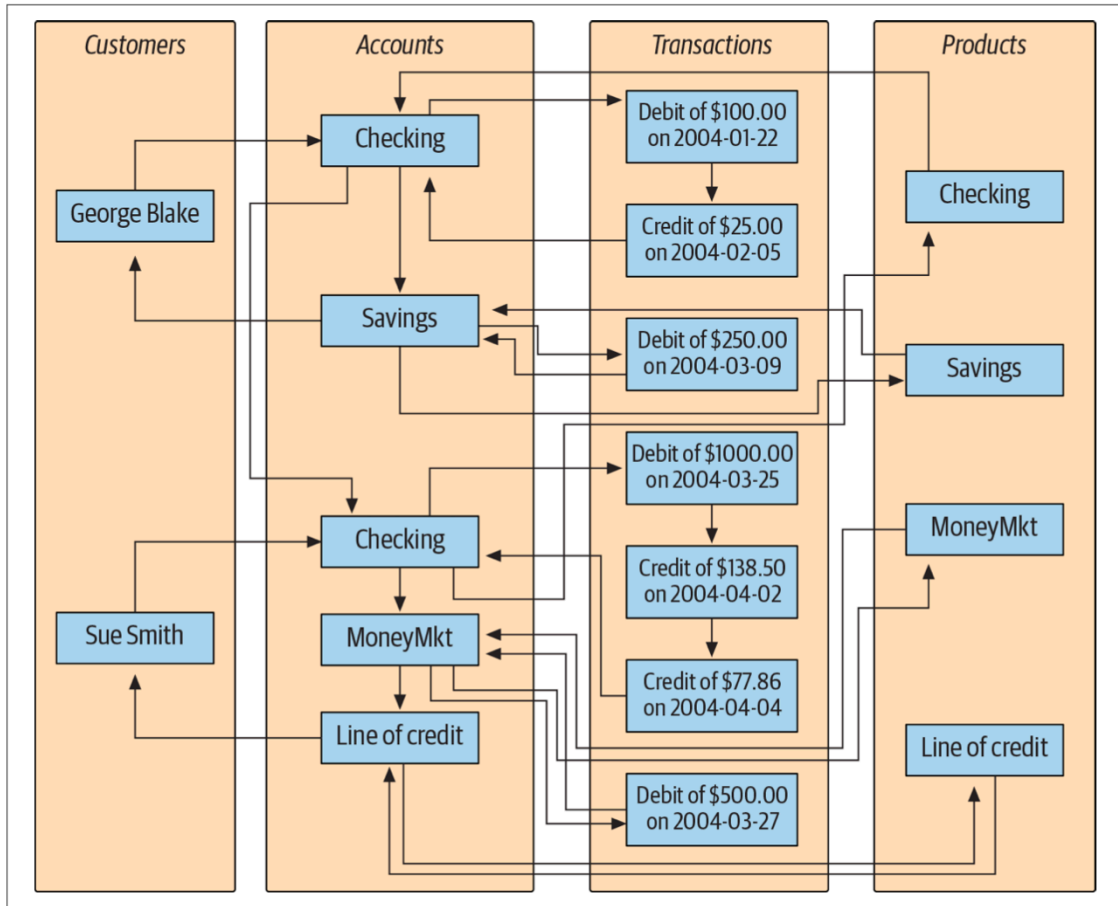 Customers
Accounts
Transactions
Products
George Blake
Sue Smith
Checking
Savings
Checking
MoneyMkt
Line of credit
Debit of $100.00
on 2004-01-22
Credit of $25.00
on 2004-02-05
Debit of $250.00
on 2004-03-09
Debit of $1000.00
on 2004-03-25
Credit of $138.50
on 2004-04-02
Credit of $77.86
on 2004-04-04
Debit of $500.00
on 2004-03-27
Checking
Savings
MoneyMkt
Line of credit